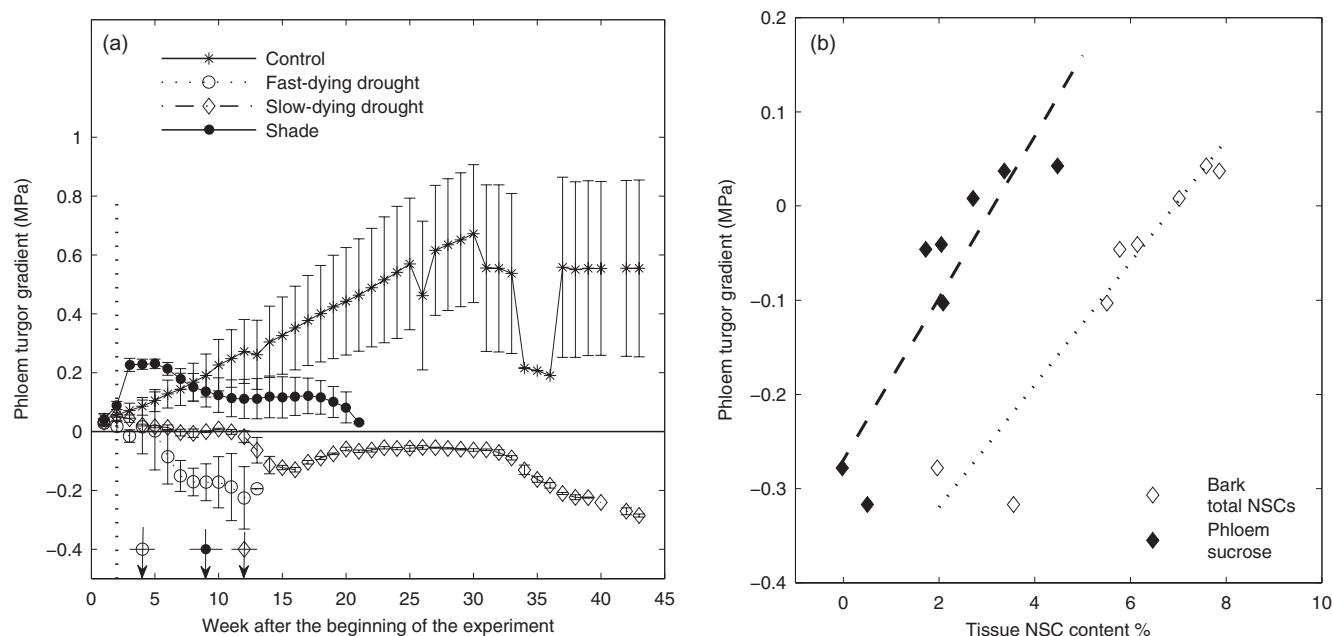 (a)
Control
Fast-dying drought
Slow-dying drought
Shade
1
0.8
0.6
0.4
0.2
0
−0.2
−0.4
Phloem turgor gradient (MPa)
0 5 10 15 20 25 30 35 40 45
Week after the beginning of the experiment
(b)
0.2
0.1
0
−0.1
−0.2
−0.3
−0.4
Phloem turgor gradient (MPa)
Bark
total NSCs
Phloem
sucrose
0 2 4 6 8 10
Tissue NSC content %